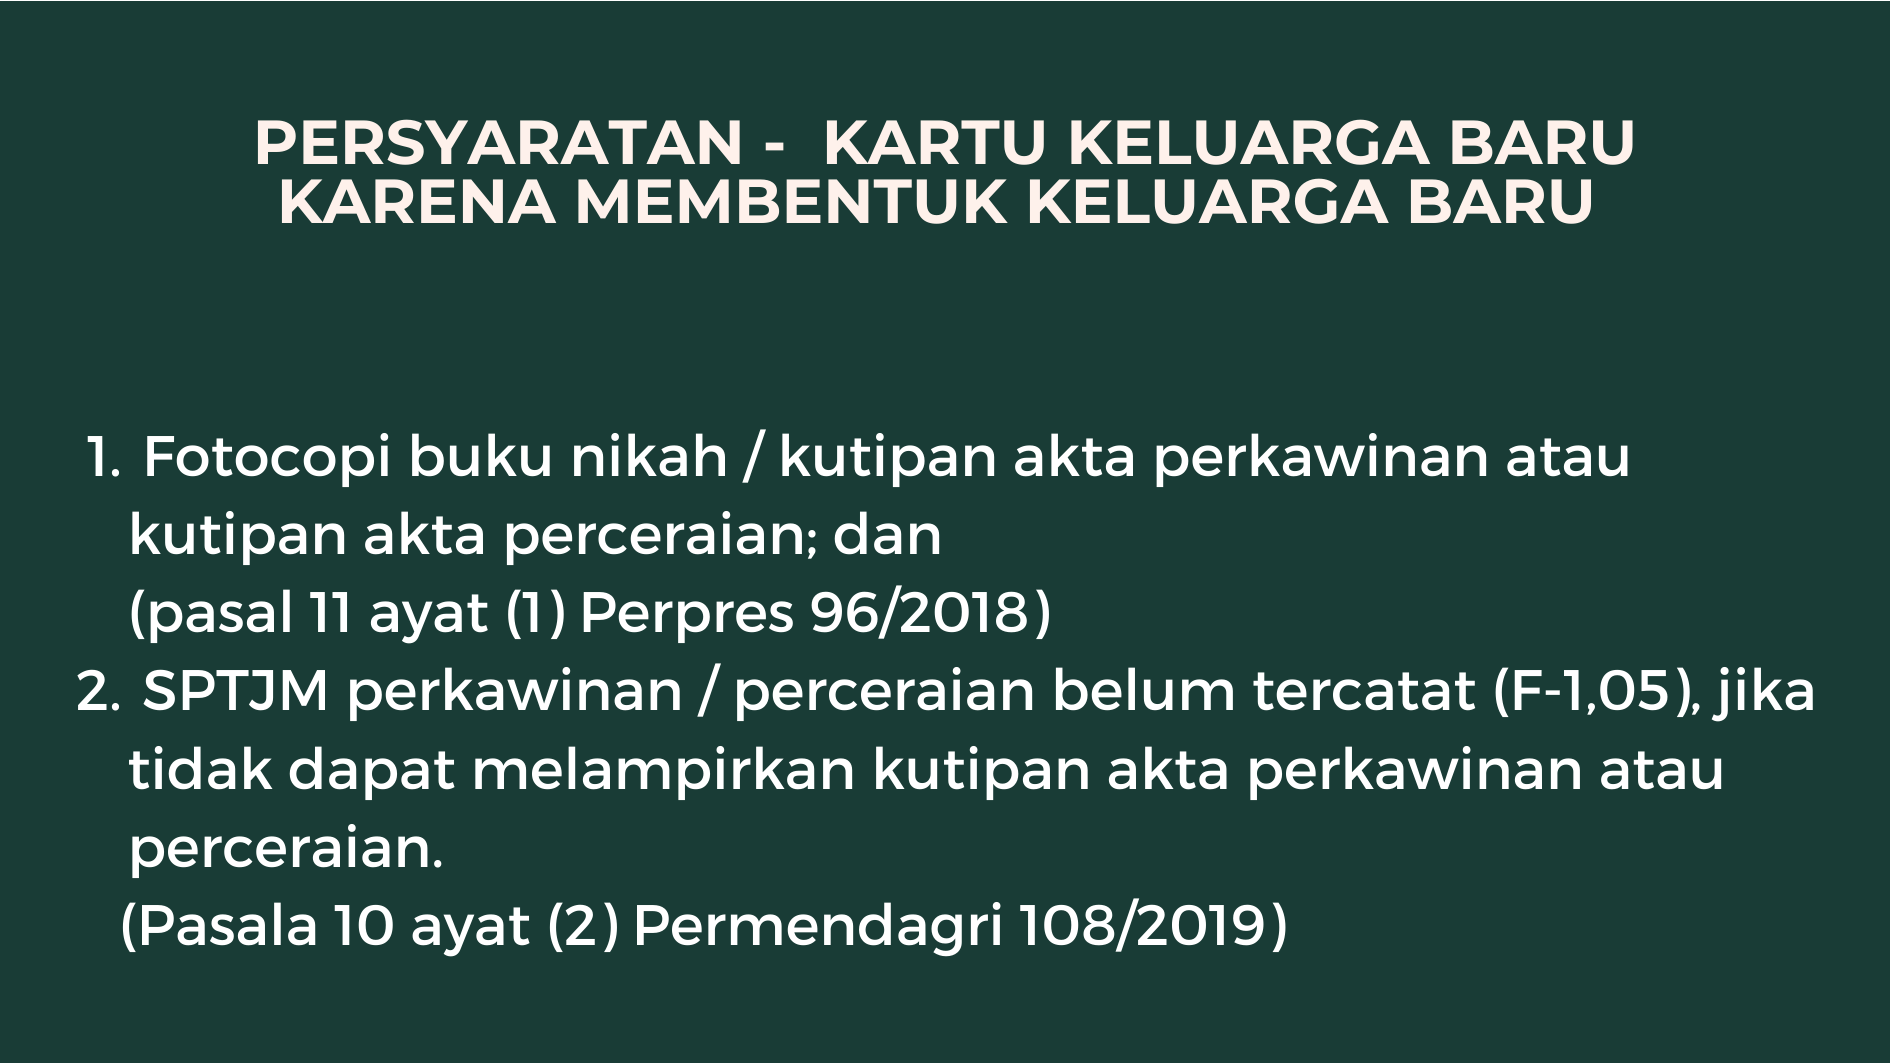 PERSYARATAN - KARTU KELUARGA BARU
KARENA MEMBENTUK KELUARGA BARU
1. Fotocopi buku nikah / kutipan akta perkawinan atau
kutipan akta perceraian; dan
(pasal 11 ayat (1) Perpres 96/2018)
2. SPTJM perkawinan / perceraian belum tercatat (F-1,05), jika
tidak dapat melampirkan kutipan akta perkawinan atau
perceraian.
(Pasala 10 ayat (2) Permendagri 108/2019)